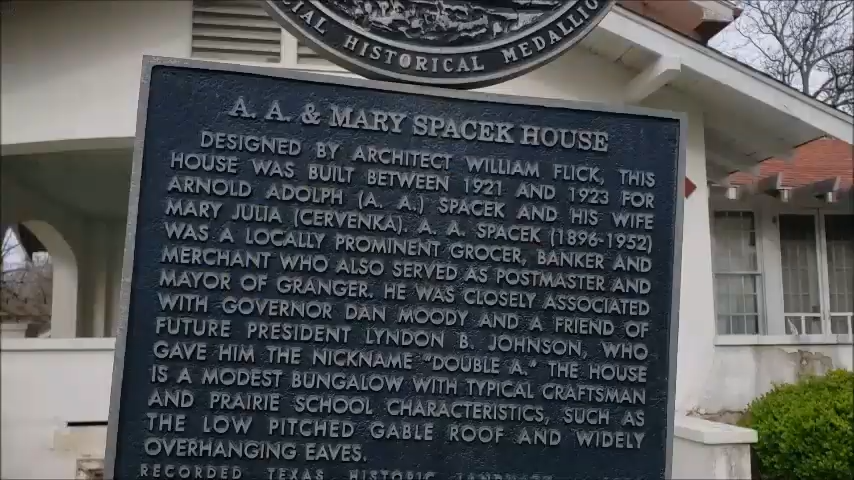 HISTORICAL MEDALLION
A. A. & MARY SPACEK HOUSE
DESIGNED BY ARCHITECT WILLIAM FLICK, THIS
HOUSE WAS BUILT BETWEEN 1921 AND 1923 FOR
ARNOLD ADOLPH (A. A.) SPACEK AND HIS WIFE
MARY JULIA (CERVENKA). A. A. SPACEK (1896-1952)
WAS A LOCALLY PROMINENT GROCER, BANKER AND
MERCHANT WHO ALSO SERVED AS POSTMASTER AND
MAYOR OF GRANGER. HE WAS CLOSELY ASSOCIATED
WITH GOVERNOR DAN MOODY AND A FRIEND OF
FUTURE PRESIDENT LYNDON B. JOHNSON, WHO
GAVE HIM THE NICKNAME "DOUBLE A." THE HOUSE
IS A MODEST BUNGALOW WITH TYPICAL CRAFTSMAN
AND PRAIRIE SCHOOL CHARACTERISTICS, SUCH AS
THE LOW PITCHED GABLE ROOF AND WIDELY
OVERHANGING EAVES.
RECORDED TEXAS HISTORIC